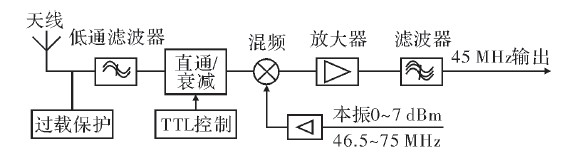 天线
低通滤波器
混频
放大器
滤波器
直通/
衰减
45 MHz输出
过载保护
TTL控制
本振0~7 dBm
46.5~75 MHz